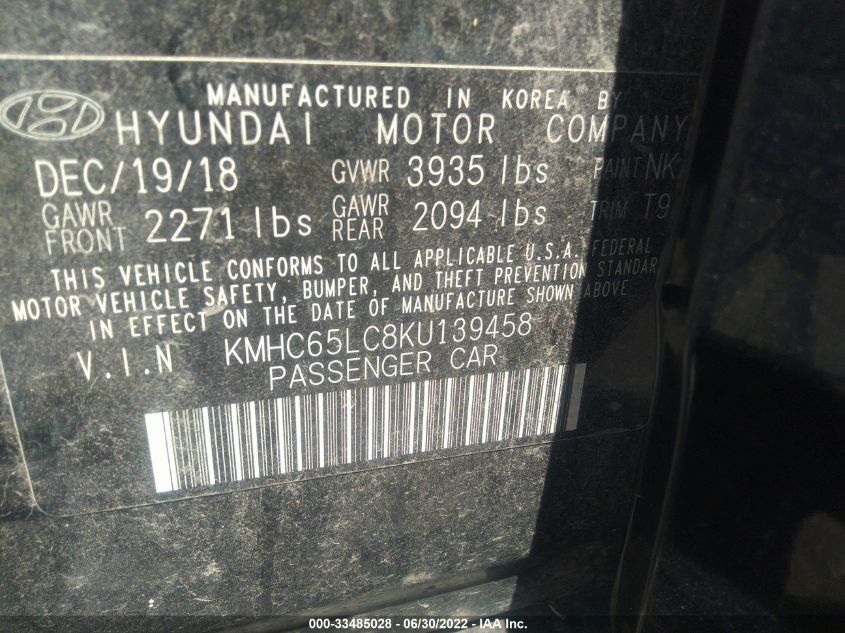 MANUFACTURED IN KOREA BY
HYUNDAI MOTOR COMPANY
DEC/19/18 GVWR 3935 lbs PAINT NK
GAWR FRONT 2271 lbs GAWR REAR 2094 lbs TRIM T9
THIS VEHICLE CONFORMS TO ALL APPLICABLE U.S.A. FEDERAL
MOTOR VEHICLE SAFETY, BUMPER, AND THEFT PREVENTION STANDAR
IN EFFECT ON THE DATE OF MANUFACTURE SHOWN ABOVE
V.I.N KMHC65LC8KU139458
PASSENGER CAR
000-33485028 - 06/30/2022 - IAA Inc.